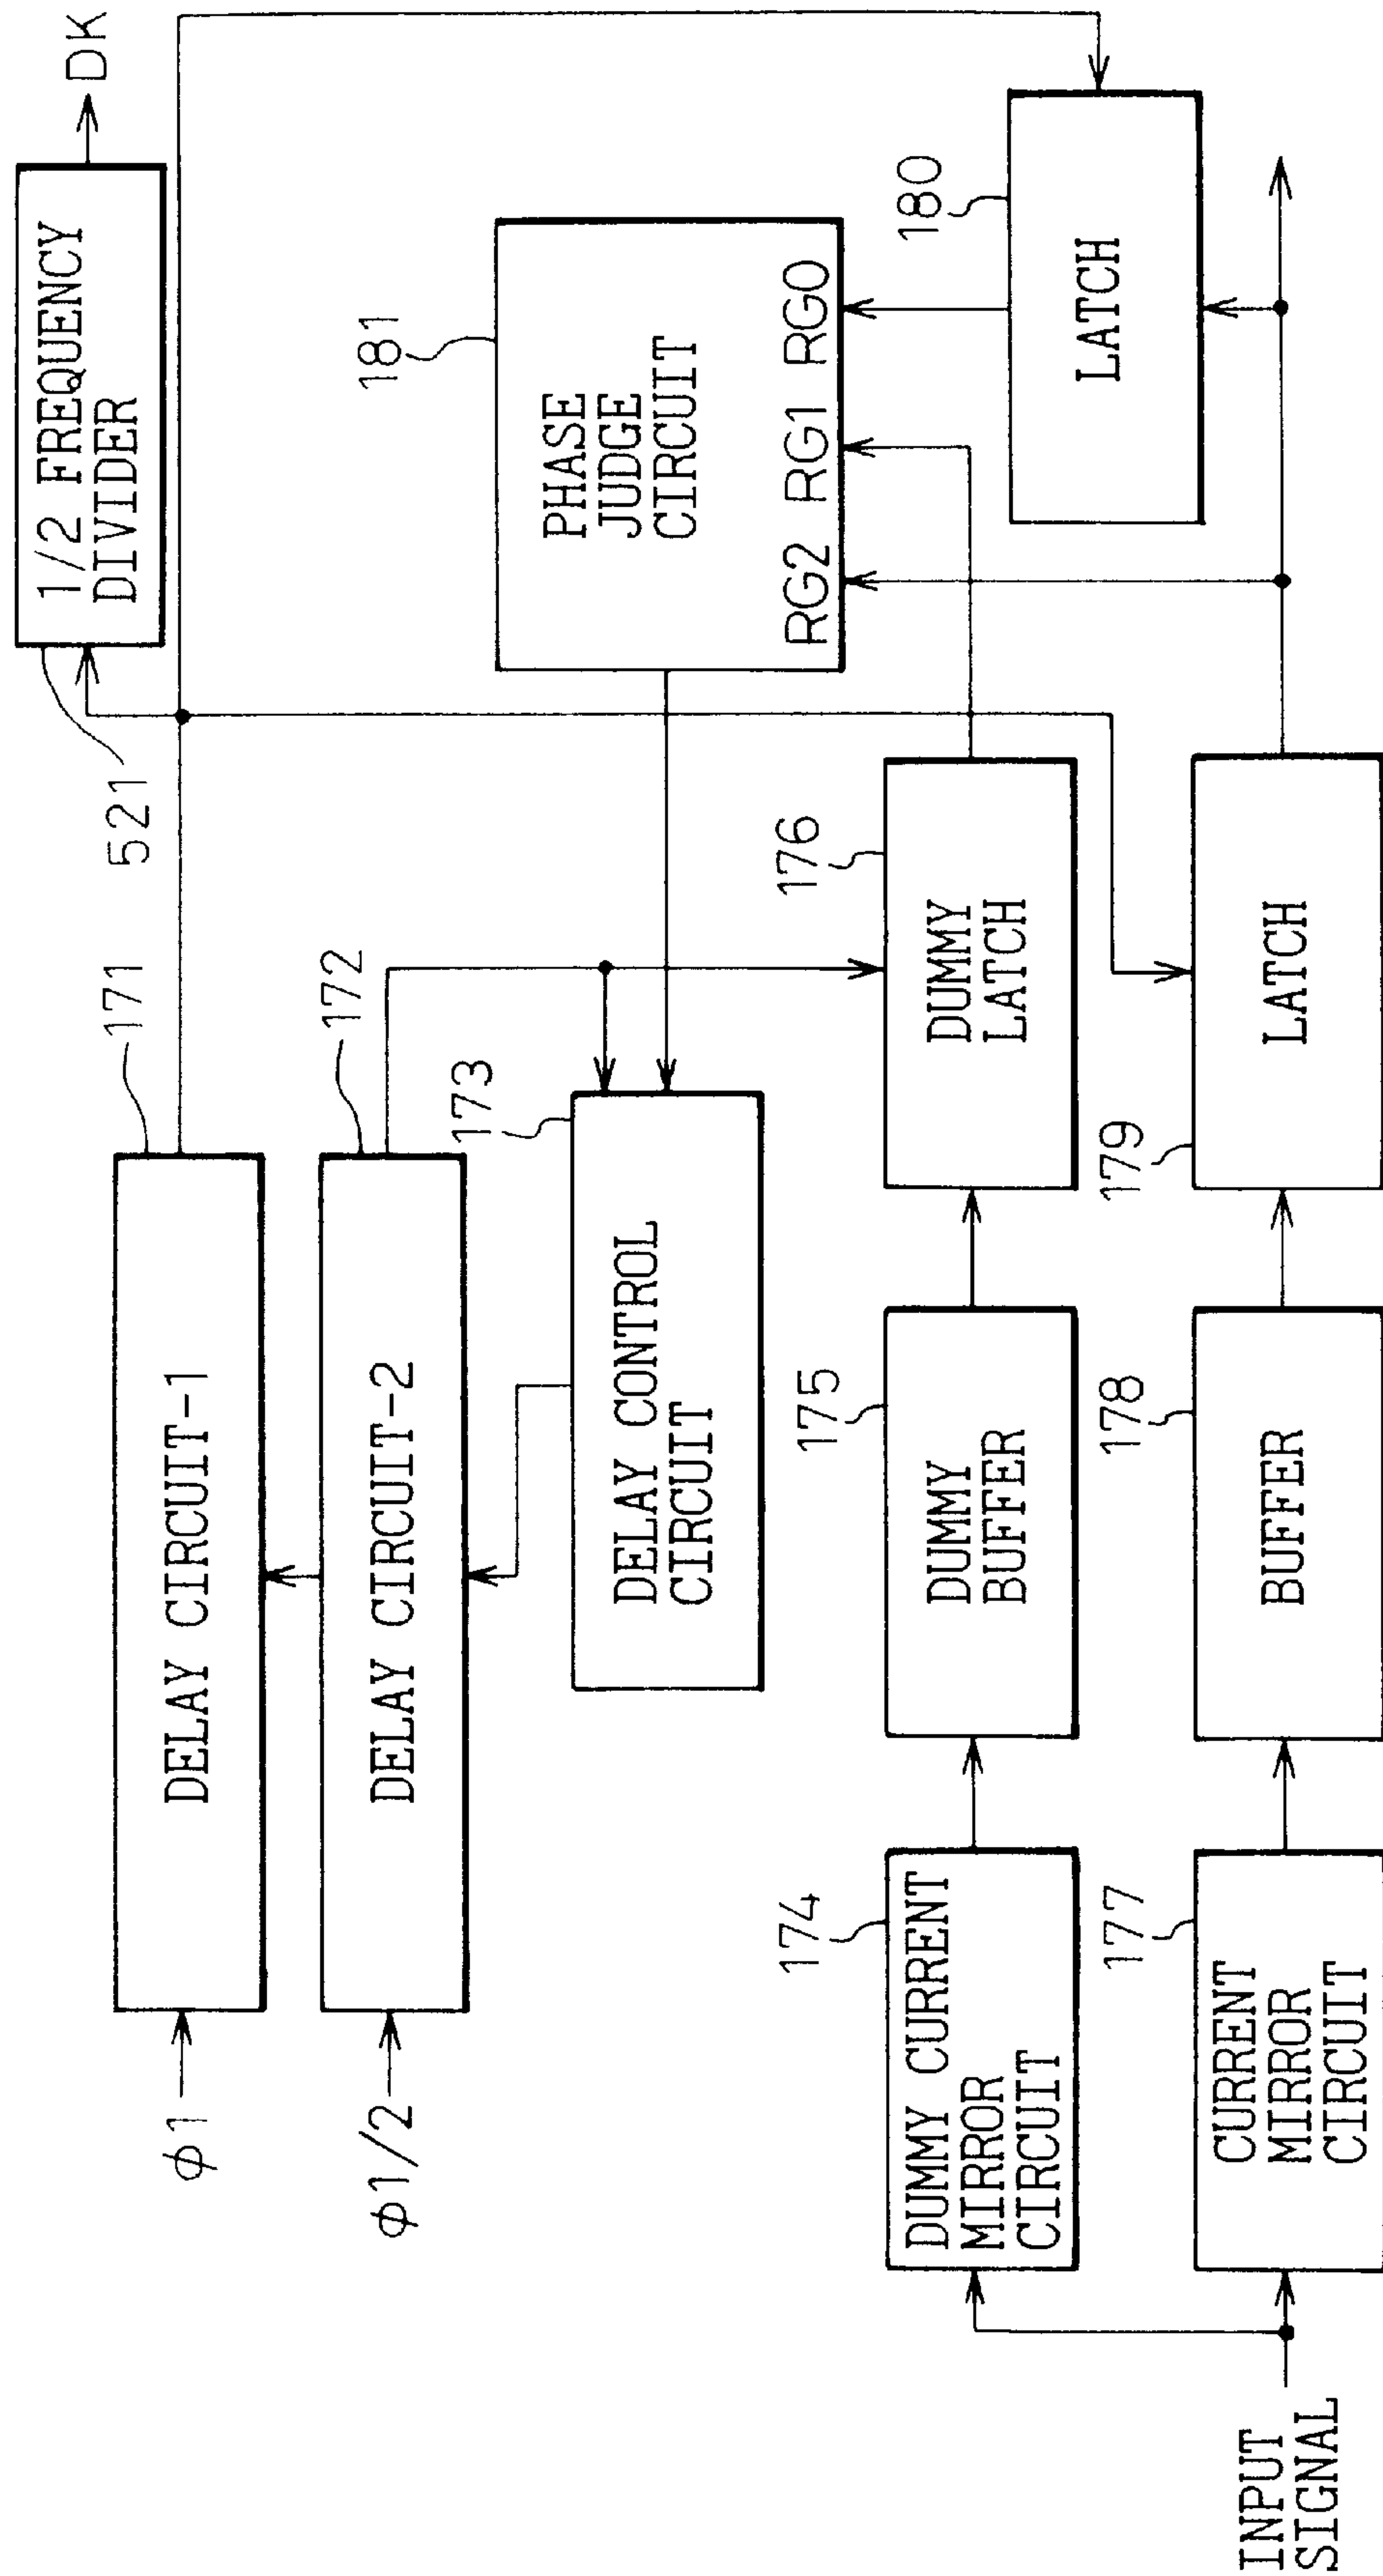 1/2 FREQUENCY
DIVIDER
DK
521
φ1
DELAY CIRCUIT-1
171
φ1/2
DELAY CIRCUIT-2
172
DELAY CONTROL
CIRCUIT
173
PHASE
JUDGE
CIRCUIT
RG2 RG1 RG0
181
DUMMY CURRENT
MIRROR
CIRCUIT
174
DUMMY
BUFFER
175
DUMMY
LATCH
176
LATCH
180
INPUT
SIGNAL
CURRENT
MIRROR
CIRCUIT
177
BUFFER
178
LATCH
179